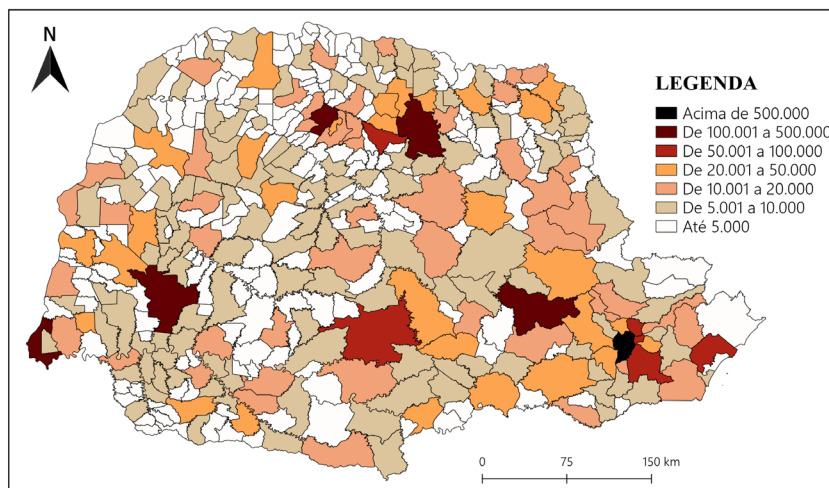 N
LEGENDA
Acima de 500.000
De 100.001 a 500.000
De 50.001 a 100.000
De 20.001 a 50.000
De 10.001 a 20.000
De 5.001 a 10.000
Até 5.000
0 75 150 km